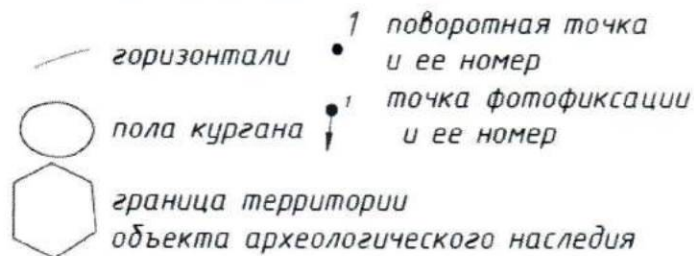 горизонтали
1 поворотная точка
и ее номер
пола кургана
1 точка фотофиксации
и ее номер
граница территории
объекта археологического наследия